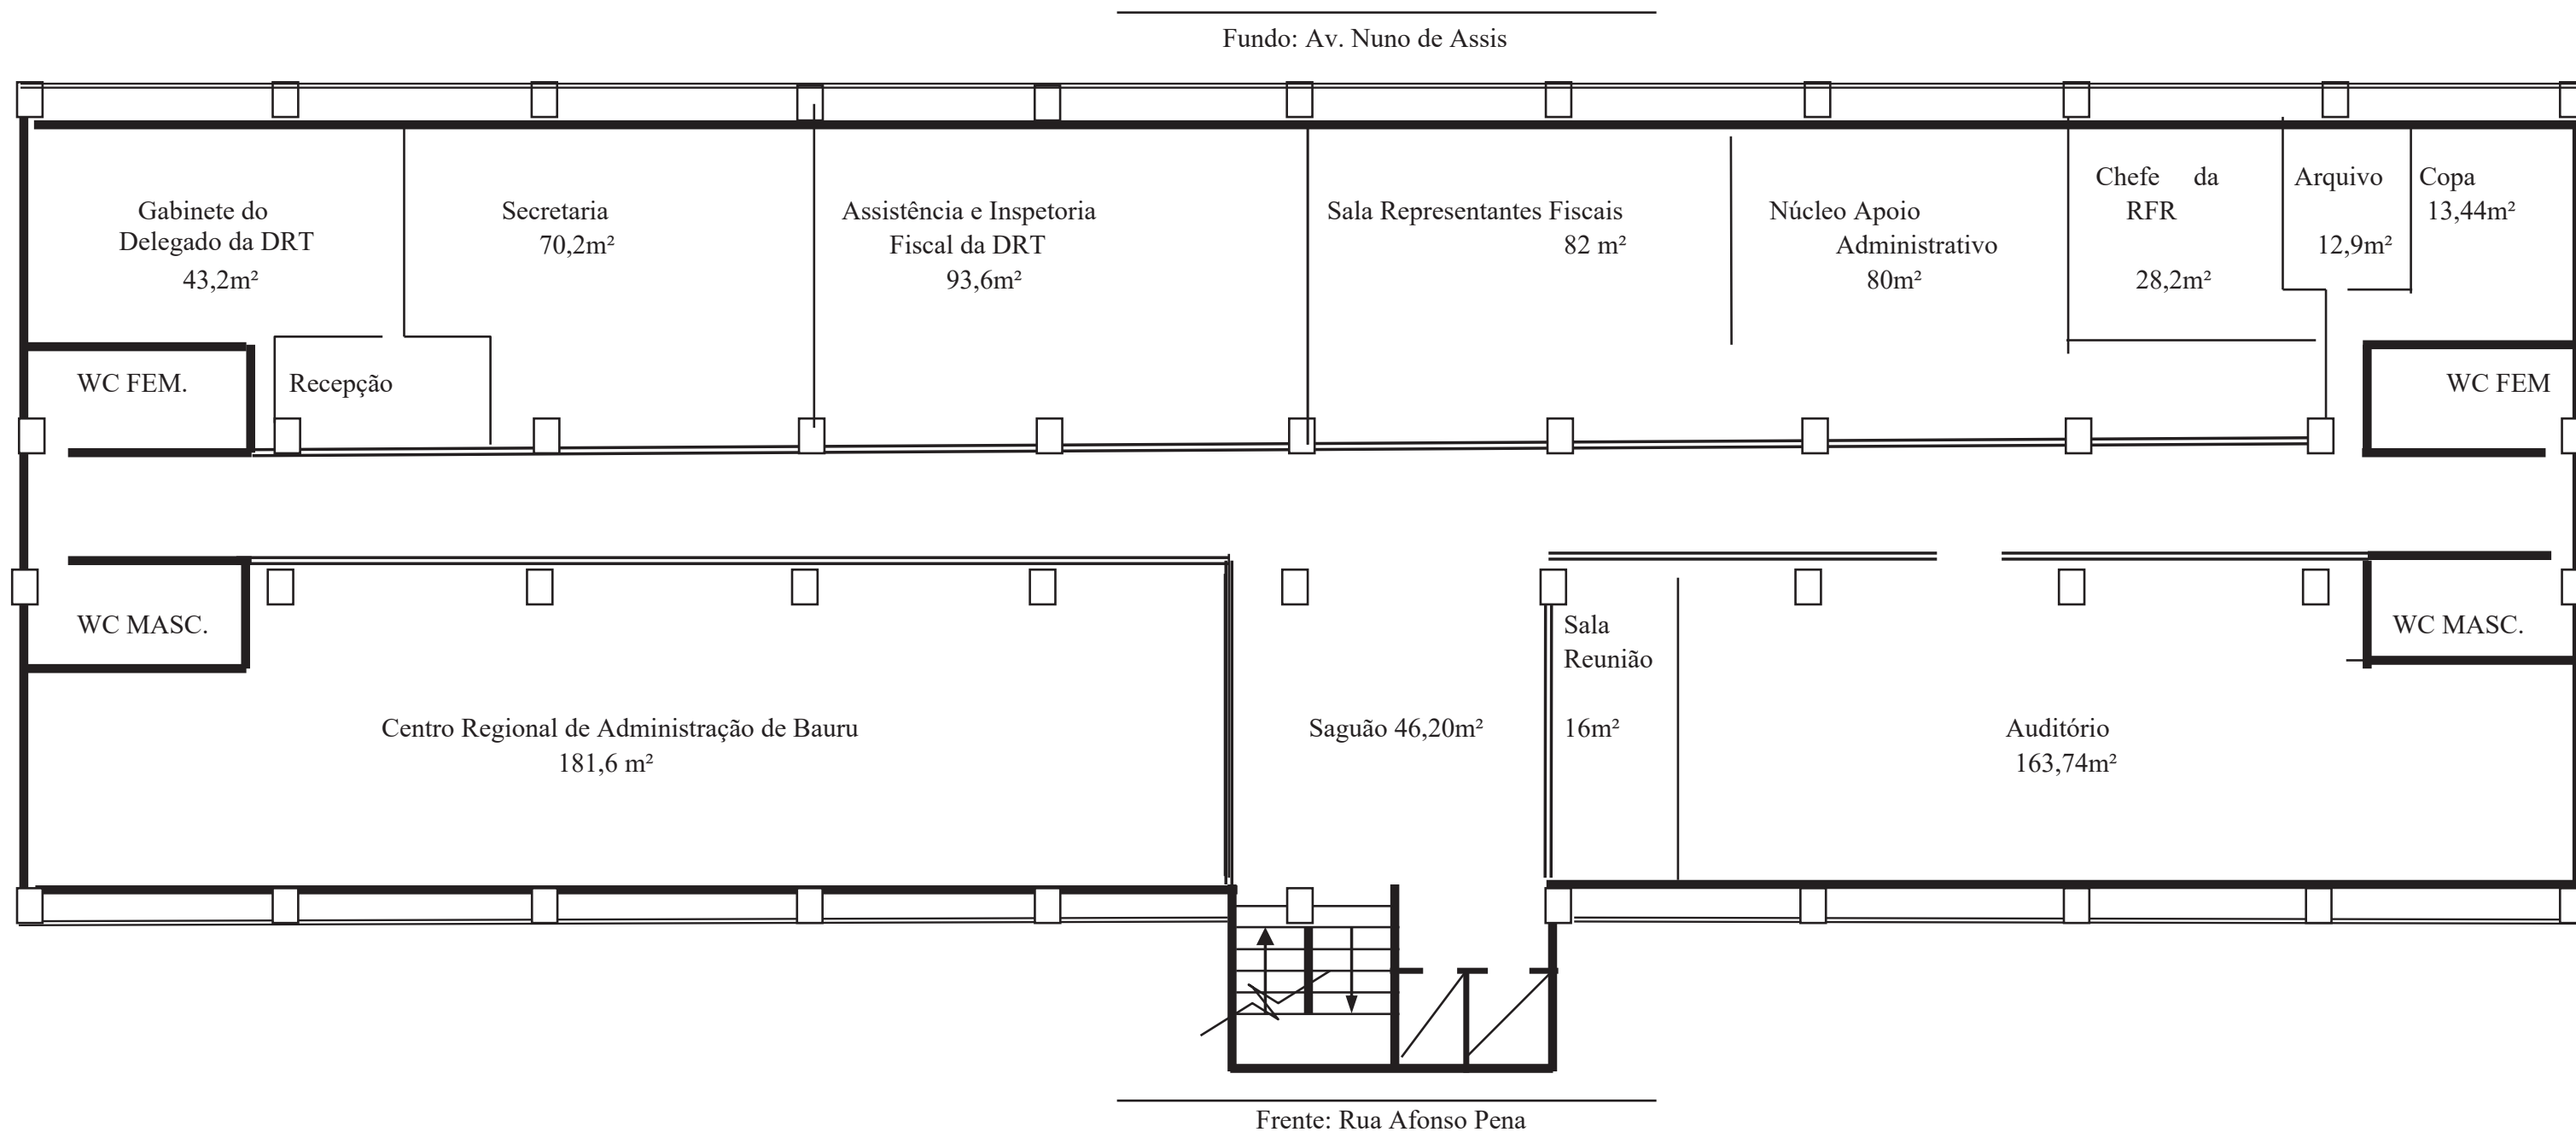 Fundo: Av. Nuno de Assis
Gabinete do
Delegado da DRT
43,2m²
Secretaria
70,2m²
Assistência e Inspetoria
Fiscal da DRT
93,6m²
Sala Representantes Fiscais
82 m²
Núcleo Apoio
Administrativo
80m²
Chefe da
RFR
28,2m²
Arquivo
12,9m²
Copa
13,44m²
WC FEM.
Recepção
WC FEM
WC MASC.
Centro Regional de Administração de Bauru
181,6 m²
Saguão 46,20m²
Sala
Reunião
16m²
Auditório
163,74m²
WC MASC.
Frente: Rua Afonso Pena